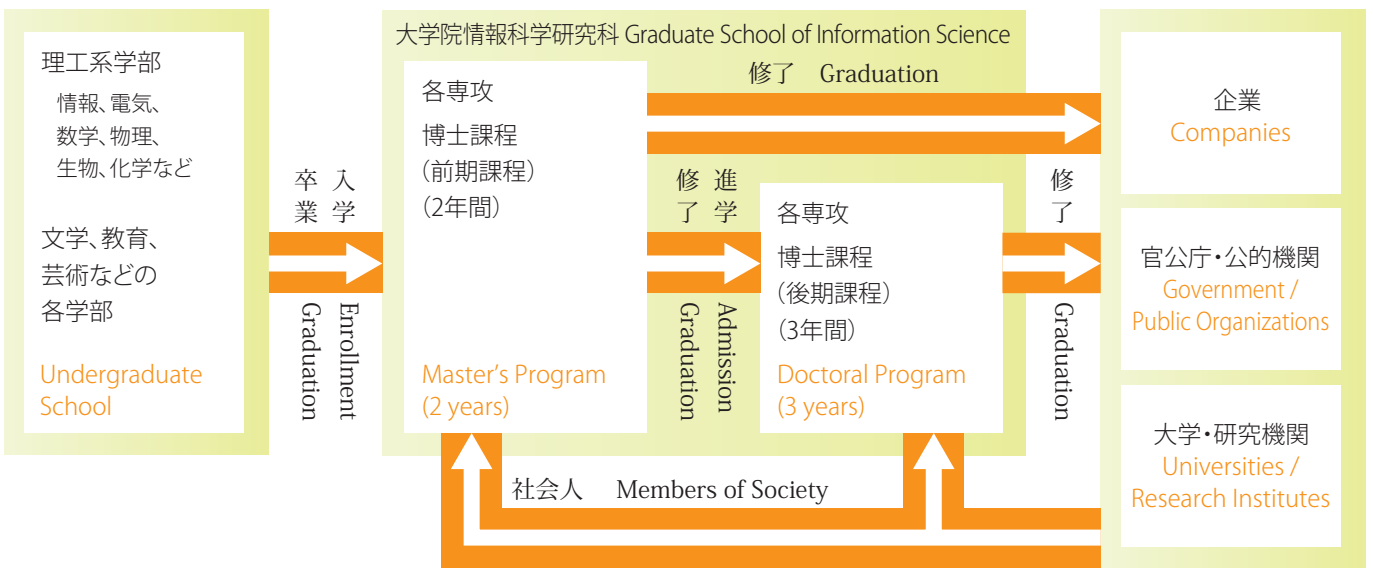 理工系学部
情報、電気、
数学、物理、
生物、化学など
文学、教育、
芸術などの
各学部
Undergraduate
School
卒業
入学
Graduation
Enrollment
大学院情報科学研究科 Graduate School of Information Science
各専攻
博士課程
（前期課程）
（2年間）
Master's Program
(2 years)
修了 Graduation
修了
進学
Graduation
Admission
各専攻
博士課程
（後期課程）
（3年間）
Doctoral Program
(3 years)
修了
Graduation
社会人 Members of Society
企業
Companies
官公庁・公的機関
Government /
Public Organizations
大学・研究機関
Universities /
Research Institutes